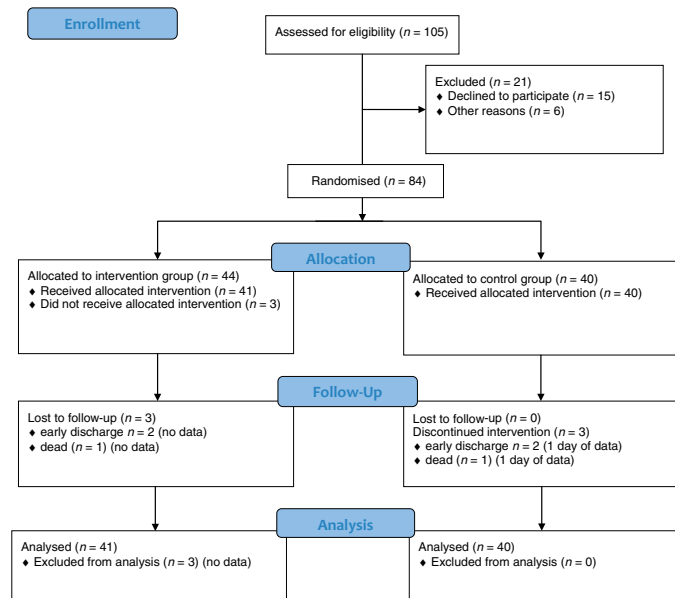 Enrollment
Assessed for eligibility (n = 105)
Excluded (n = 21)
♦ Declined to participate (n = 15)
♦ Other reasons (n = 6)
Randomised (n = 84)
Allocation
Allocated to intervention group (n = 44)
♦ Received allocated intervention (n = 41)
♦ Did not receive allocated intervention (n = 3)
Allocated to control group (n = 40)
♦ Received allocated intervention (n = 40)
Follow-Up
Lost to follow-up (n = 3)
♦ early discharge n = 2 (no data)
♦ dead (n = 1) (no data)
Lost to follow-up (n = 0)
Discontinued intervention (n = 3)
♦ early discharge n = 2 (1 day of data)
♦ dead (n = 1) (1 day of data)
Analysis
Analysed (n = 41)
♦ Excluded from analysis (n = 3) (no data)
Analysed (n = 40)
♦ Excluded from analysis (n = 0)